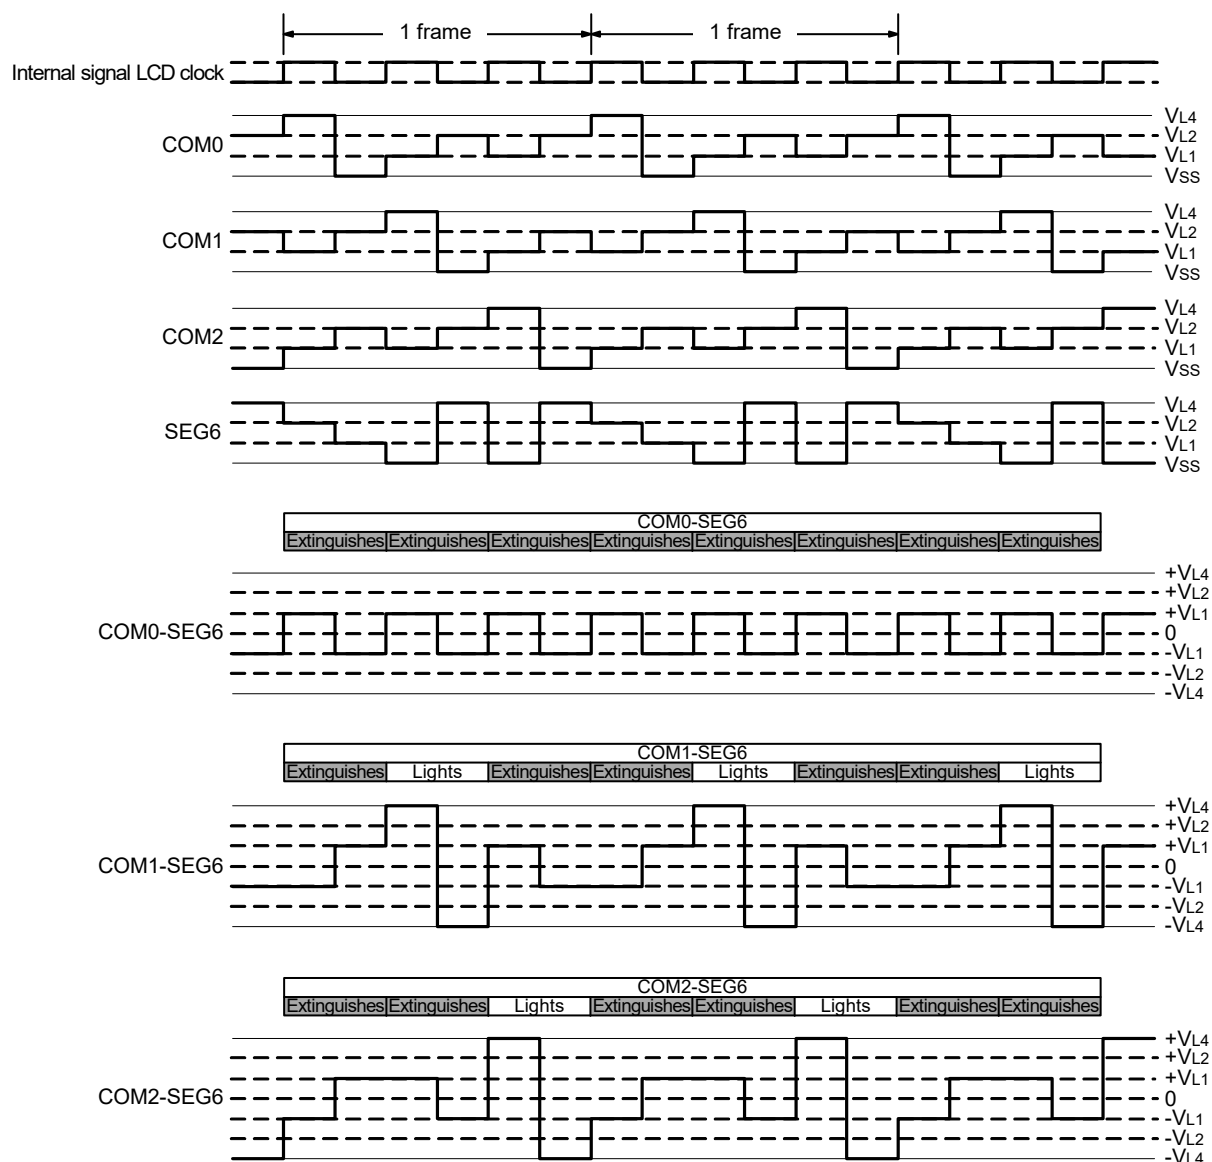 1 frame 1 frame
Internal signal LCD clock
COM0
VL4
VL2
VL1
VSS
COM1
VL4
VL2
VL1
VSS
COM2
VL4
VL2
VL1
VSS
SEG6
VL4
VL2
VL1
VSS
COM0-SEG6
Extinguishes Extinguishes Extinguishes Extinguishes Extinguishes Extinguishes Extinguishes Extinguishes
COM0-SEG6
+VL4
+VL2
+VL1
0
-VL1
-VL2
-VL4
COM1-SEG6
Extinguishes Lights Extinguishes Extinguishes Lights Extinguishes Extinguishes Lights
COM1-SEG6
+VL4
+VL2
+VL1
0
-VL1
-VL2
-VL4
COM2-SEG6
Extinguishes Extinguishes Lights Extinguishes Extinguishes Lights Extinguishes Extinguishes
COM2-SEG6
+VL4
+VL2
+VL1
0
-VL1
-VL2
-VL4